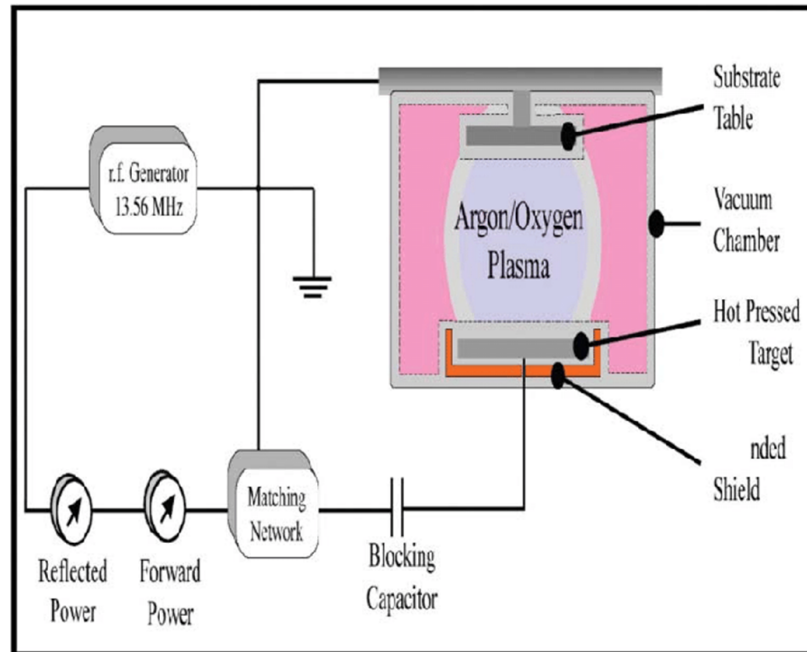 Substrate
Table
r.f. Generator
13.56 MHz
Argon/Oxygen
Plasma
Vacuum
Chamber
Hot Pressed
Target
nded
Shield
Matching
Network
Blocking
Capacitor
Reflected
Power
Forward
Power